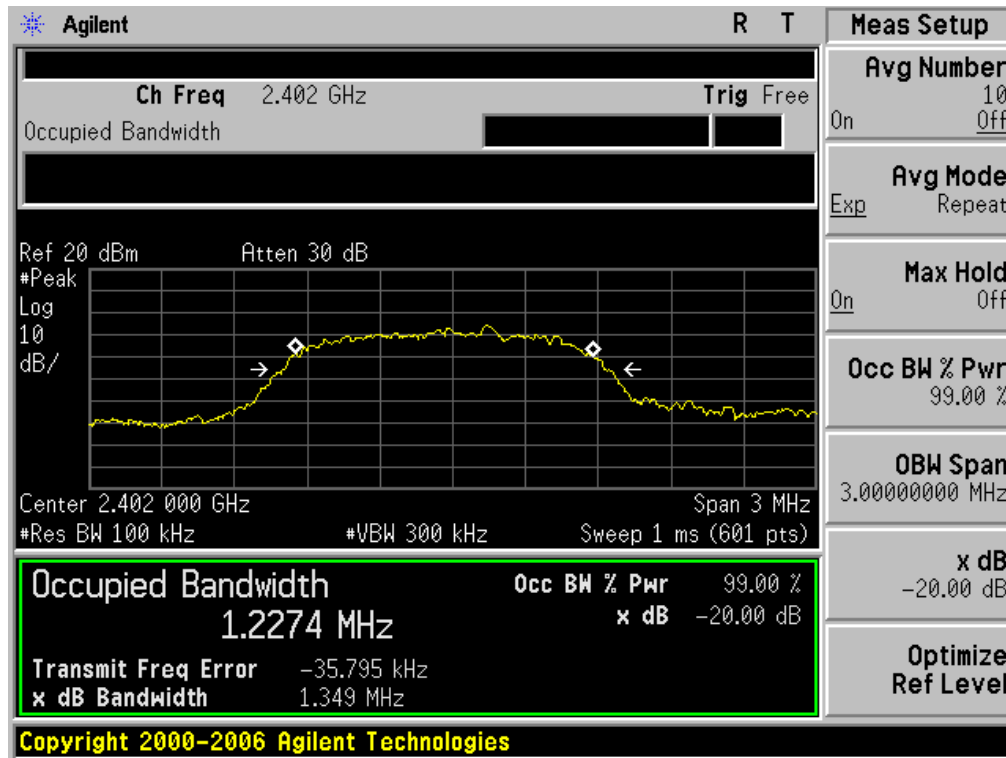 Agilent R T
Ch Freq 2.402 GHz Trig Free
Occupied Bandwidth
Ref 20 dBm Atten 30 dB
#Peak
Log
10
dB/
Center 2.402 000 GHz Span 3 MHz
#Res BW 100 kHz #VBW 300 kHz Sweep 1 ms (601 pts)
Occupied Bandwidth Occ BW % Pwr 99.00 %
1.2274 MHz x dB -20.00 dB
Transmit Freq Error -35.795 kHz
x dB Bandwidth 1.349 MHz
Copyright 2000-2006 Agilent Technologies
Meas Setup
Avg Number
10
On Off
Avg Mode
Exp Repeat
Max Hold
On Off
Occ BW % Pwr
99.00 %
OBW Span
3.00000000 MHz
x dB
-20.00 dB
Optimize
Ref Level